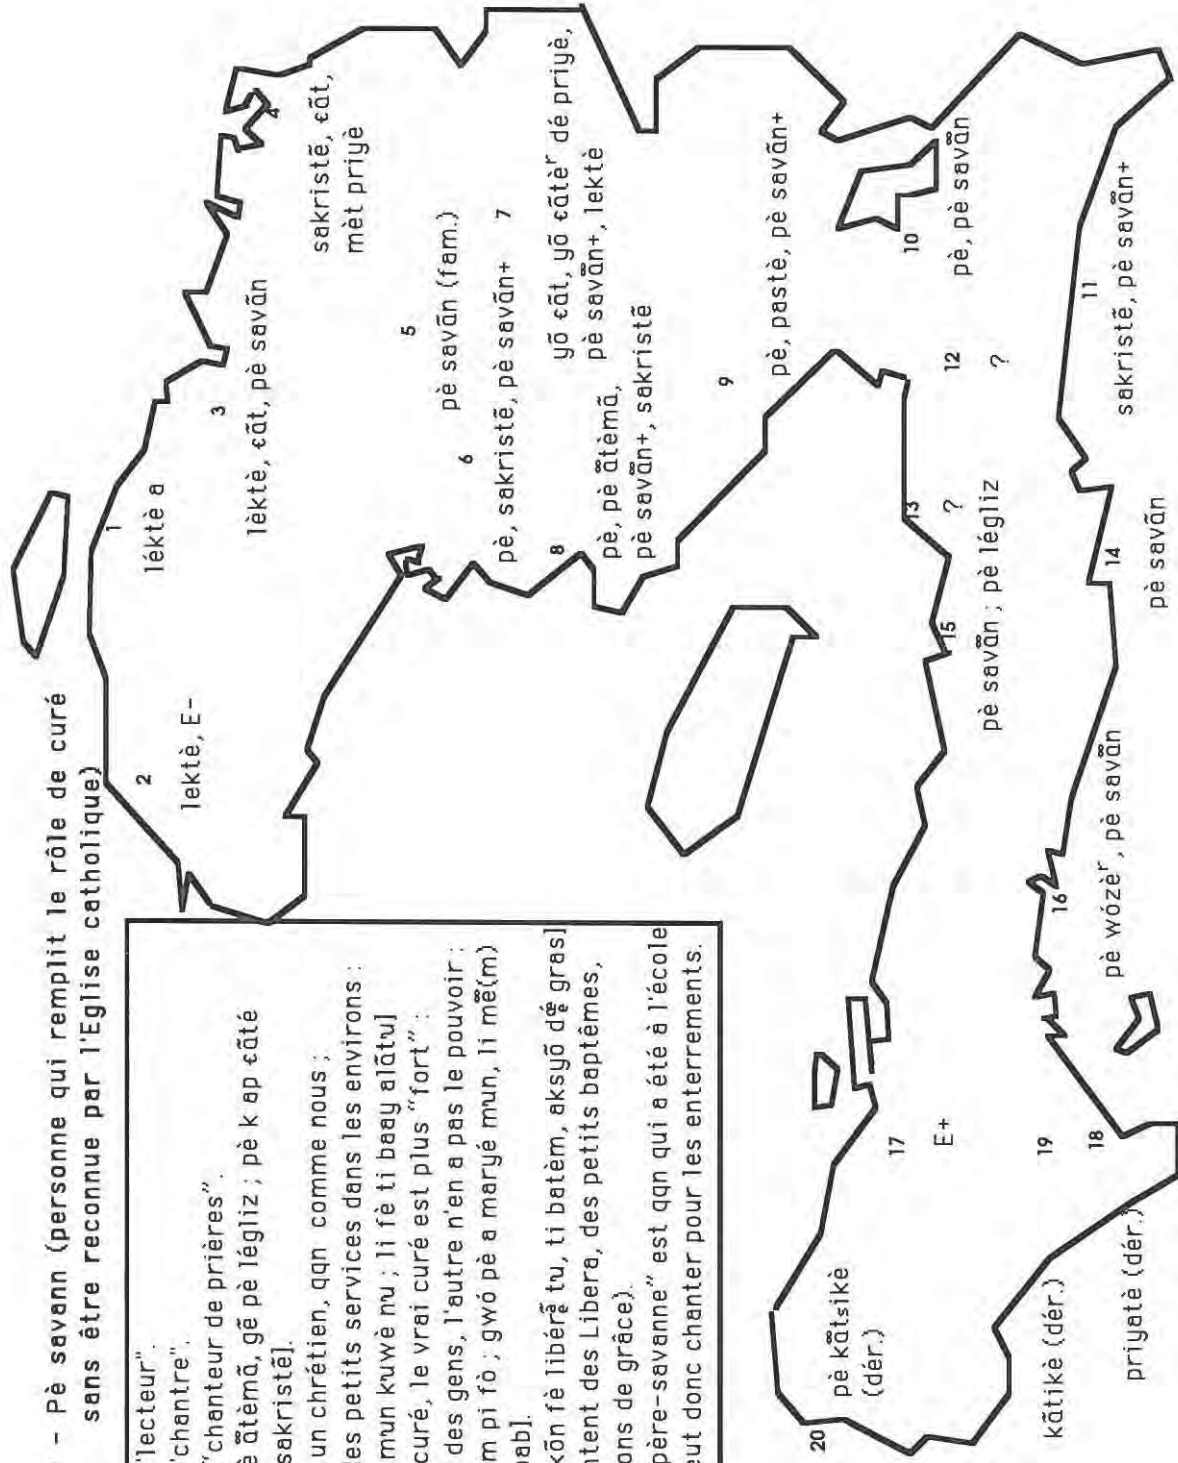 – Pè savann (personne qui remplit le rôle de curé
sans être reconnue par l'Eglise catholique)
"lecteur".
"chantre".
"chanteur de prières".
è ãtèmã, gẽ pè légliz ; pè k ap ɛãté
sakristẽ].
un chrétien, qqn comme nous ;
les petits services dans les environs :
mun kuwè nu ; li fè ti baay alãtu]
curé, le vrai curé est plus "fort" :
des gens, l'autre n'en a pas le pouvoir :
m pi fò ; gwó pè a maryé mun, li mẽ(m)
pab].
kõn fè libérẽ tu, ti batèm, aksyõ dẽ gras]
ntent des Libera, des petits baptêmes,
ons de grâce).
père-savanne" est qqn qui a été à l'école
eut donc chanter pour les enterrements.
1
léktè a
2
lektè, E-
3
lèktè, ɛãt, pè savãn
4
sakristẽ, ɛãt,
mèt priyè
5
pè savãn (fam.)
6
pè, sakristẽ, pè savãn+
7
yõ ɛãt, yõ ɛãtèʳ dé priyè,
pè savãn+, lektè
8
pè, pè ãtèmã,
pè savãn+, sakristẽ
9
pè, pastè, pè savãn+
10
pè, pè savãn
11
sakristẽ, pè savãn+
12
?
13
?
14
pè savãn
15
pè savãn ; pè légliz
16
pè wózèʳ, pè savãn
17
E+
18
priyatè (dér.)
19
kãtikè (dér.)
20
pè kãtsikè
(dér.)